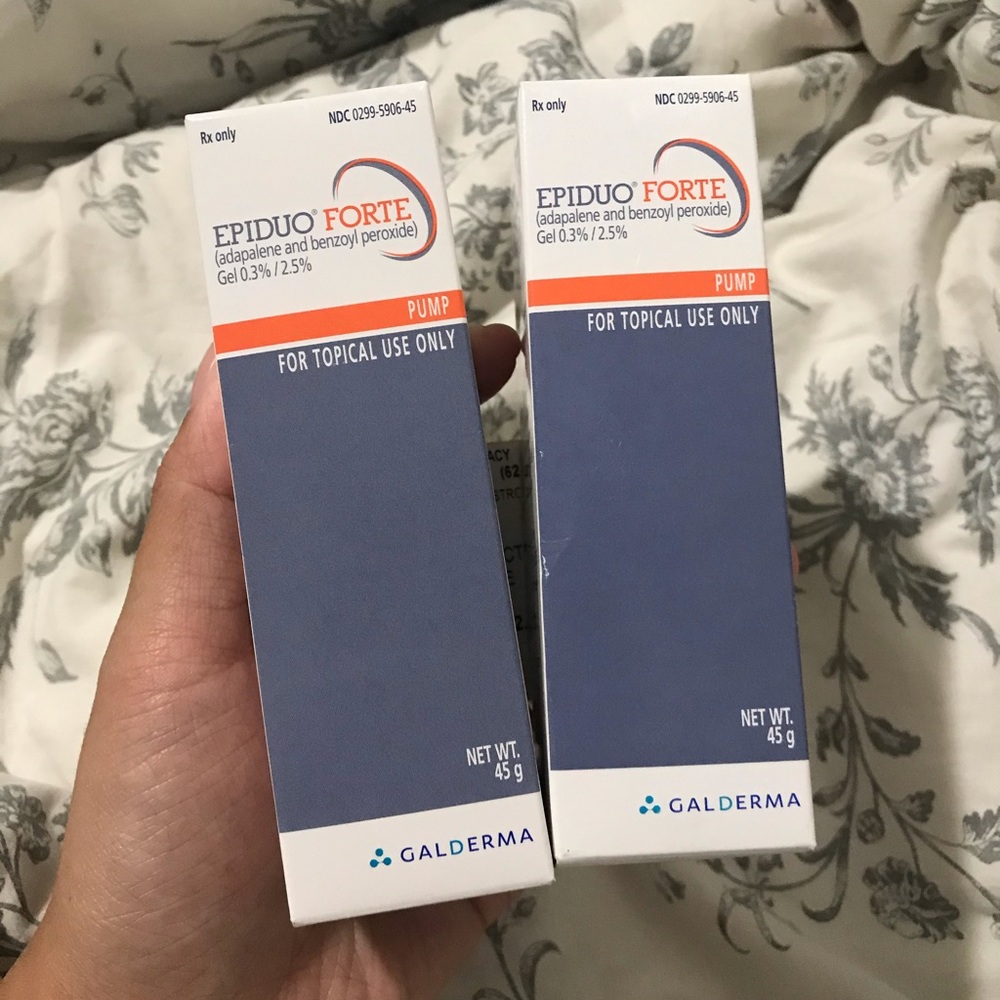 Rx only
NDC 0299-5906-45
EPIDUO® FORTE
(adapalene and benzoyl peroxide)
Gel 0.3% / 2.5%
PUMP
FOR TOPICAL USE ONLY
NET WT.
45 g
GALDERMA
Rx only
NDC 0299-5906-45
EPIDUO® FORTE
(adapalene and benzoyl peroxide)
Gel 0.3% / 2.5%
PUMP
FOR TOPICAL USE ONLY
NET WT.
45 g
GALDERMA